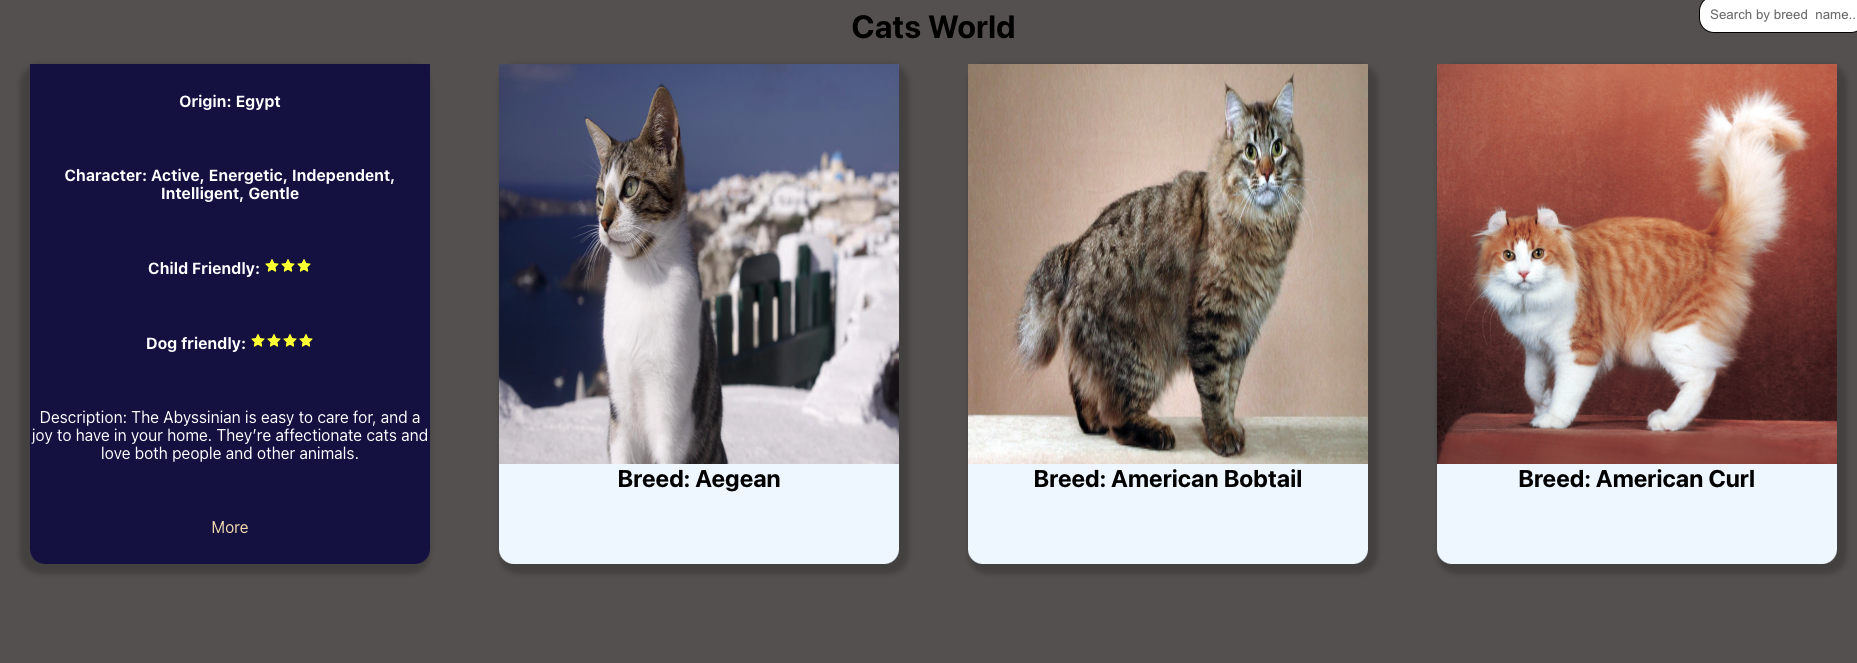 Cats World
Search by breed  name..
Origin: Egypt
Character: Active, Energetic, Independent,
Intelligent, Gentle
Child Friendly: ★★★
Dog friendly: ★★★★
Description: The Abyssinian is easy to care for, and a
joy to have in your home. They’re affectionate cats and
love both people and other animals.
More
Breed: Aegean
Breed: American Bobtail
Breed: American Curl